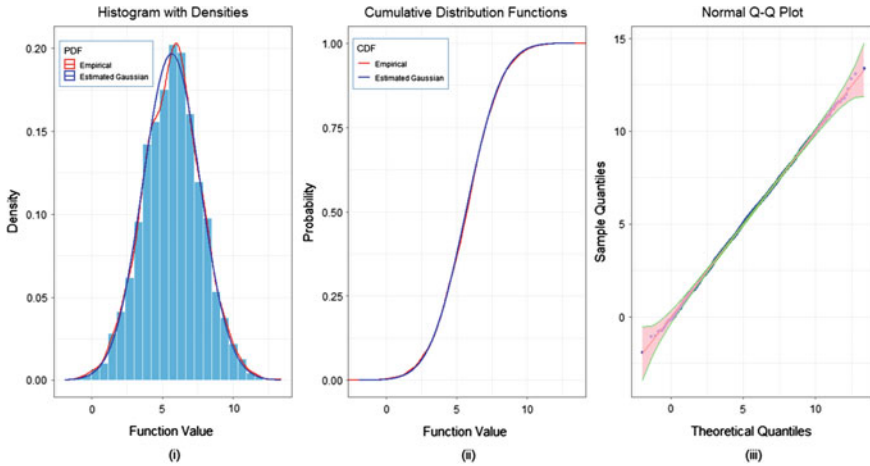 Histogram with Densities
PDF
Empirical
Estimated Gaussian
0.20
0.15
0.10
0.05
0.00
Density
0
5
10
Function Value
(i)
Cumulative Distribution Functions
CDF
Empirical
Estimated Gaussian
1.00
0.75
0.50
0.25
0.00
Probability
0
5
10
Function Value
(ii)
Normal Q-Q Plot
15
10
5
0
Sample Quantiles
0
5
10
Theoretical Quantiles
(iii)